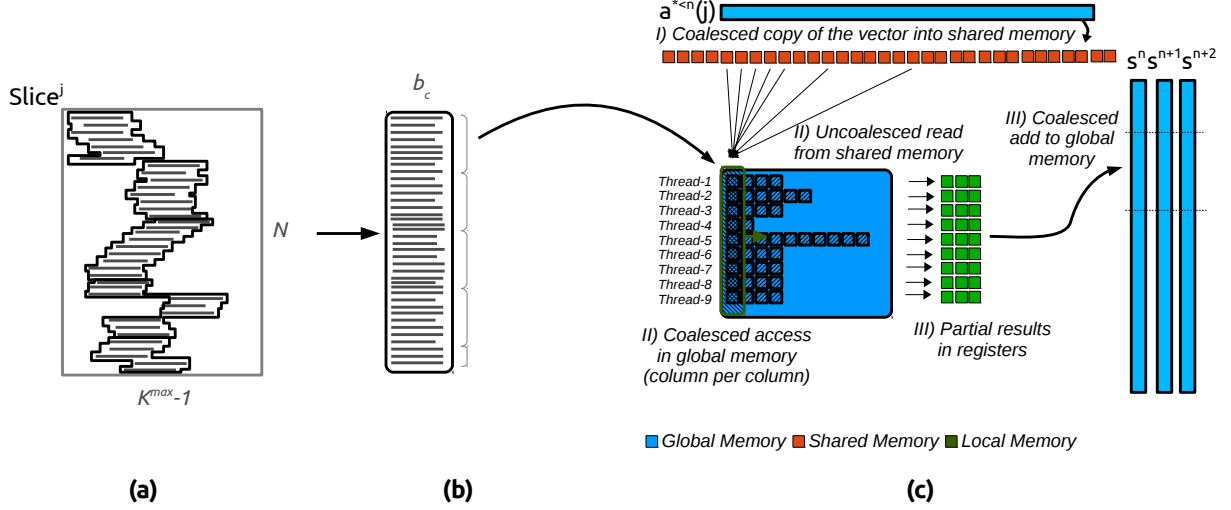 Slice^j
N
K^max-1
(a)
b_c
(b)
a^*<n(j)
I) Coalesced copy of the vector into shared memory
s^n s^n+1 s^n+2
II) Uncoalesced read
from shared memory
III) Coalesced
add to global
memory
Thread-1
Thread-2
Thread-3
Thread-4
Thread-5
Thread-6
Thread-7
Thread-8
Thread-9
II) Coalesced access
in global memory
(column per column)
III) Partial results
in registers
Global Memory Shared Memory Local Memory
(c)